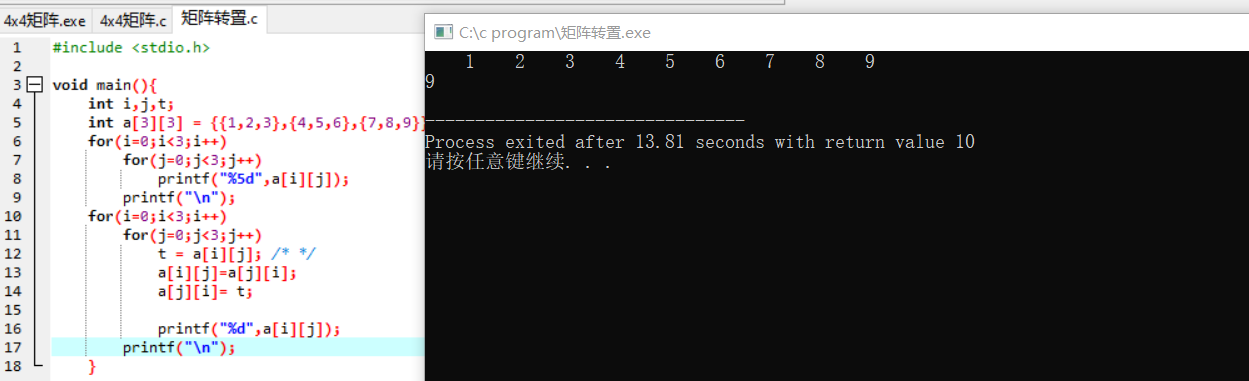 4x4矩阵.exe 4x4矩阵.c 矩阵转置.c
1 #include <stdio.h>
2
3 void main(){
4 int i,j,t;
5 int a[3][3] = {{1,2,3},{4,5,6},{7,8,9}}
6 for(i=0;i<3;i++)
7 for(j=0;j<3;j++)
8 printf("%5d",a[i][j]);
9 printf("\n");
10 for(i=0;i<3;i++)
11 for(j=0;j<3;j++)
12 t = a[i][j]; /* */
13 a[i][j]=a[j][i];
14 a[j][i]= t;
15
16 printf("%d",a[i][j]);
17 printf("\n");
18 }
C:\c program\矩阵转置.exe
1 2 3 4 5 6 7 8 9
9
--------------------------------
Process exited after 13.81 seconds with return value 10
请按任意键继续. . .